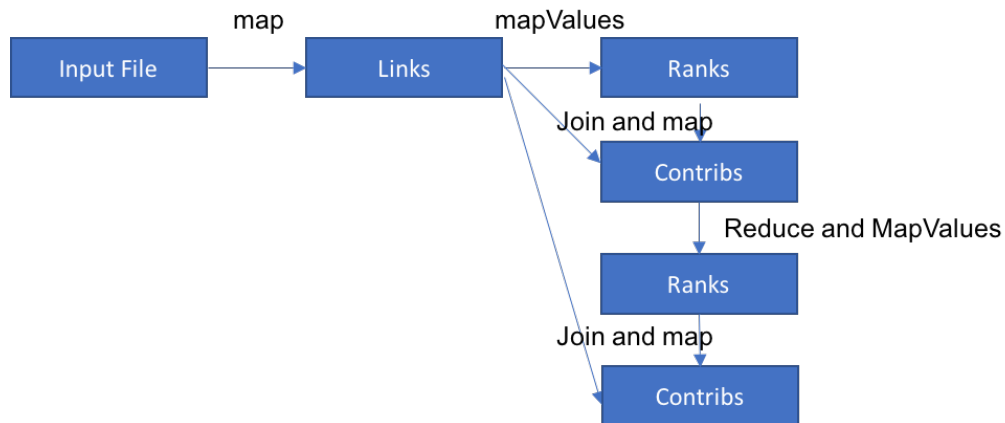 map
mapValues
Input File
Links
Ranks
Join and map
Contribs
Reduce and MapValues
Ranks
Join and map
Contribs